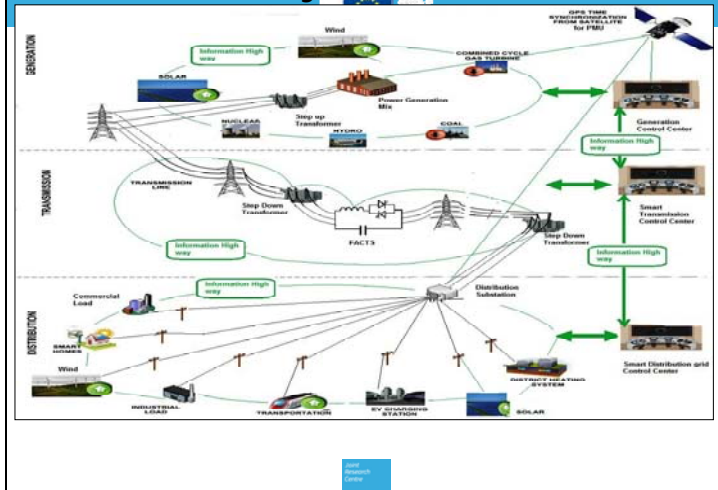 GPS TIME
SYNCHRONIZATION
FROM SATELLITE
for PMU
GENERATION
Wind
Information High
way
COMBINED CYCLE
GAS TURBINE
SOLAR
Power Generation
Mix
Step up
Transformer
NUCLEAR
HYDRO
COAL
Generation
Control Center
Information High
way
TRANSMISSION
TRANSMISSION
LINE
Step Down
Transformer
FACTS
Step Down
Transformer
Smart
Transmission
Control Center
Information High
way
Information High
way
Information High
way
Distribution
Substation
DISTRIBUTION
Commercial
Load
SMART
HOMES
Wind
INDUSTRIAL
LOAD
TRANSPORTATION
EV CHARGING
STATION
SOLAR
DISTRICT HEATING
SYSTEM
Smart Distribution grid
Control Center
Joint
Research
Centre